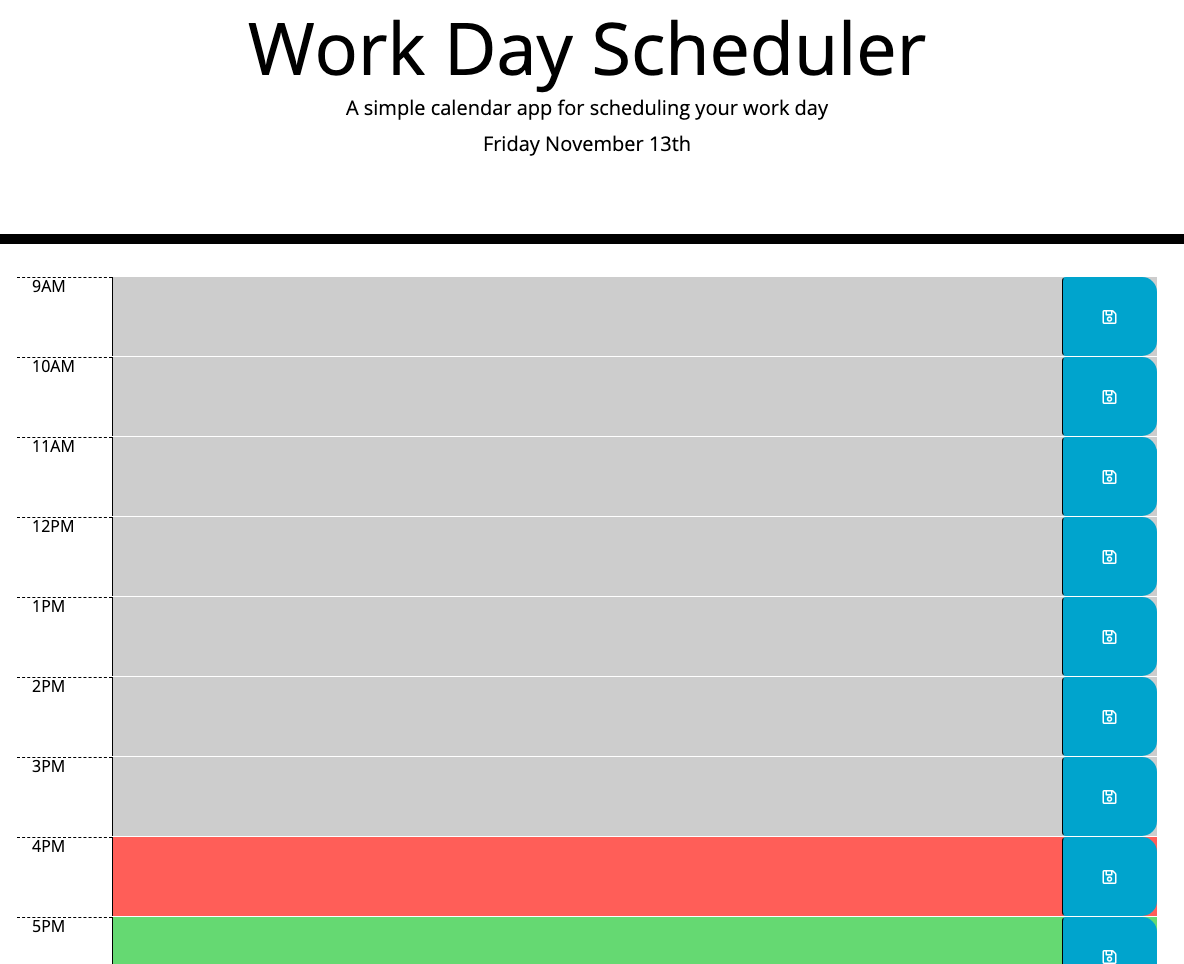 Work Day Scheduler
A simple calendar app for scheduling your work day
Friday November 13th
9AM
10AM
11AM
12PM
1PM
2PM
3PM
4PM
5PM